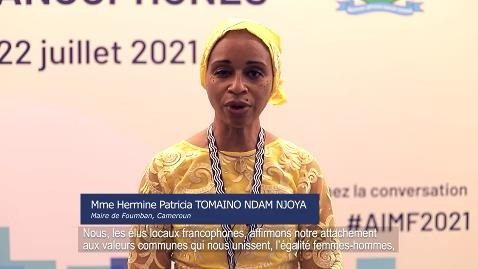 ANCOPHONES
22 juillet 2021
Mme Hermine Patricia TOMAINO NDAM NJOYA
Maire de Foumban, Cameroun
nez la conversation
#AIMF2021
Nous, les élus locaux francophones, affirmons notre attachement
aux valeurs communes qui nous unissent, l'égalité femmes-hommes,